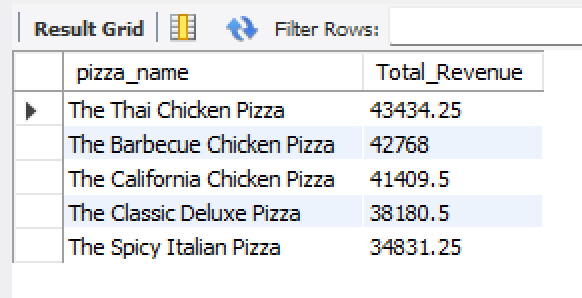 Result Grid Filter Rows:
pizza_name Total_Revenue
The Thai Chicken Pizza 43434.25
The Barbecue Chicken Pizza 42768
The California Chicken Pizza 41409.5
The Classic Deluxe Pizza 38180.5
The Spicy Italian Pizza 34831.25